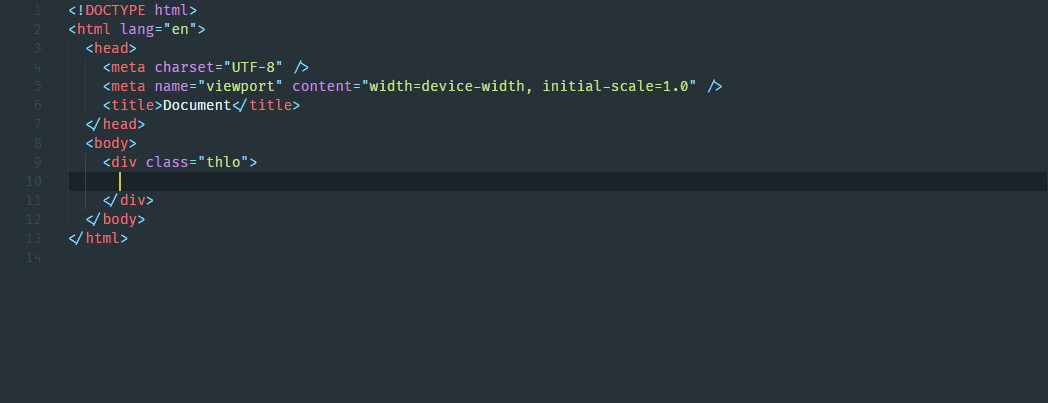 1 <!DOCTYPE html>
2 <html lang="en">
3   <head>
4     <meta charset="UTF-8" />
5     <meta name="viewport" content="width=device-width, initial-scale=1.0" />
6     <title>Document</title>
7   </head>
8   <body>
9     <div class="thlo">
10
11     </div>
12   </body>
13 </html>
14